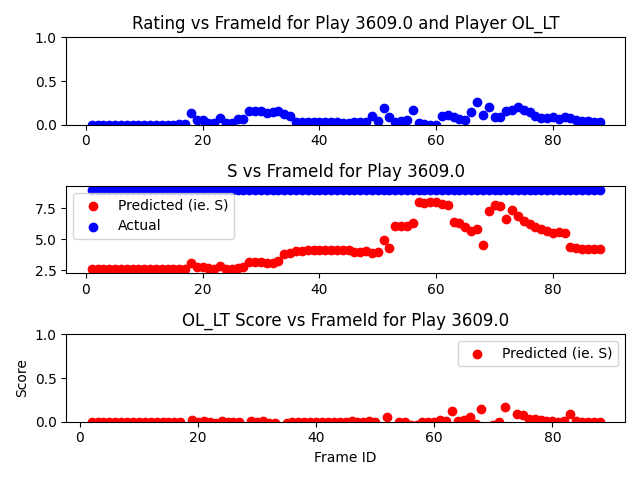 Rating vs FrameId for Play 3609.0 and Player OL_LT
1.0
0.5
0.0
0 20 40 60 80
S vs FrameId for Play 3609.0
7.5
5.0
2.5
Predicted (ie. S)
Actual
0 20 40 60 80
OL_LT Score vs FrameId for Play 3609.0
1.0
0.5
0.0
Score
Predicted (ie. S)
0 20 40 60 80
Frame ID